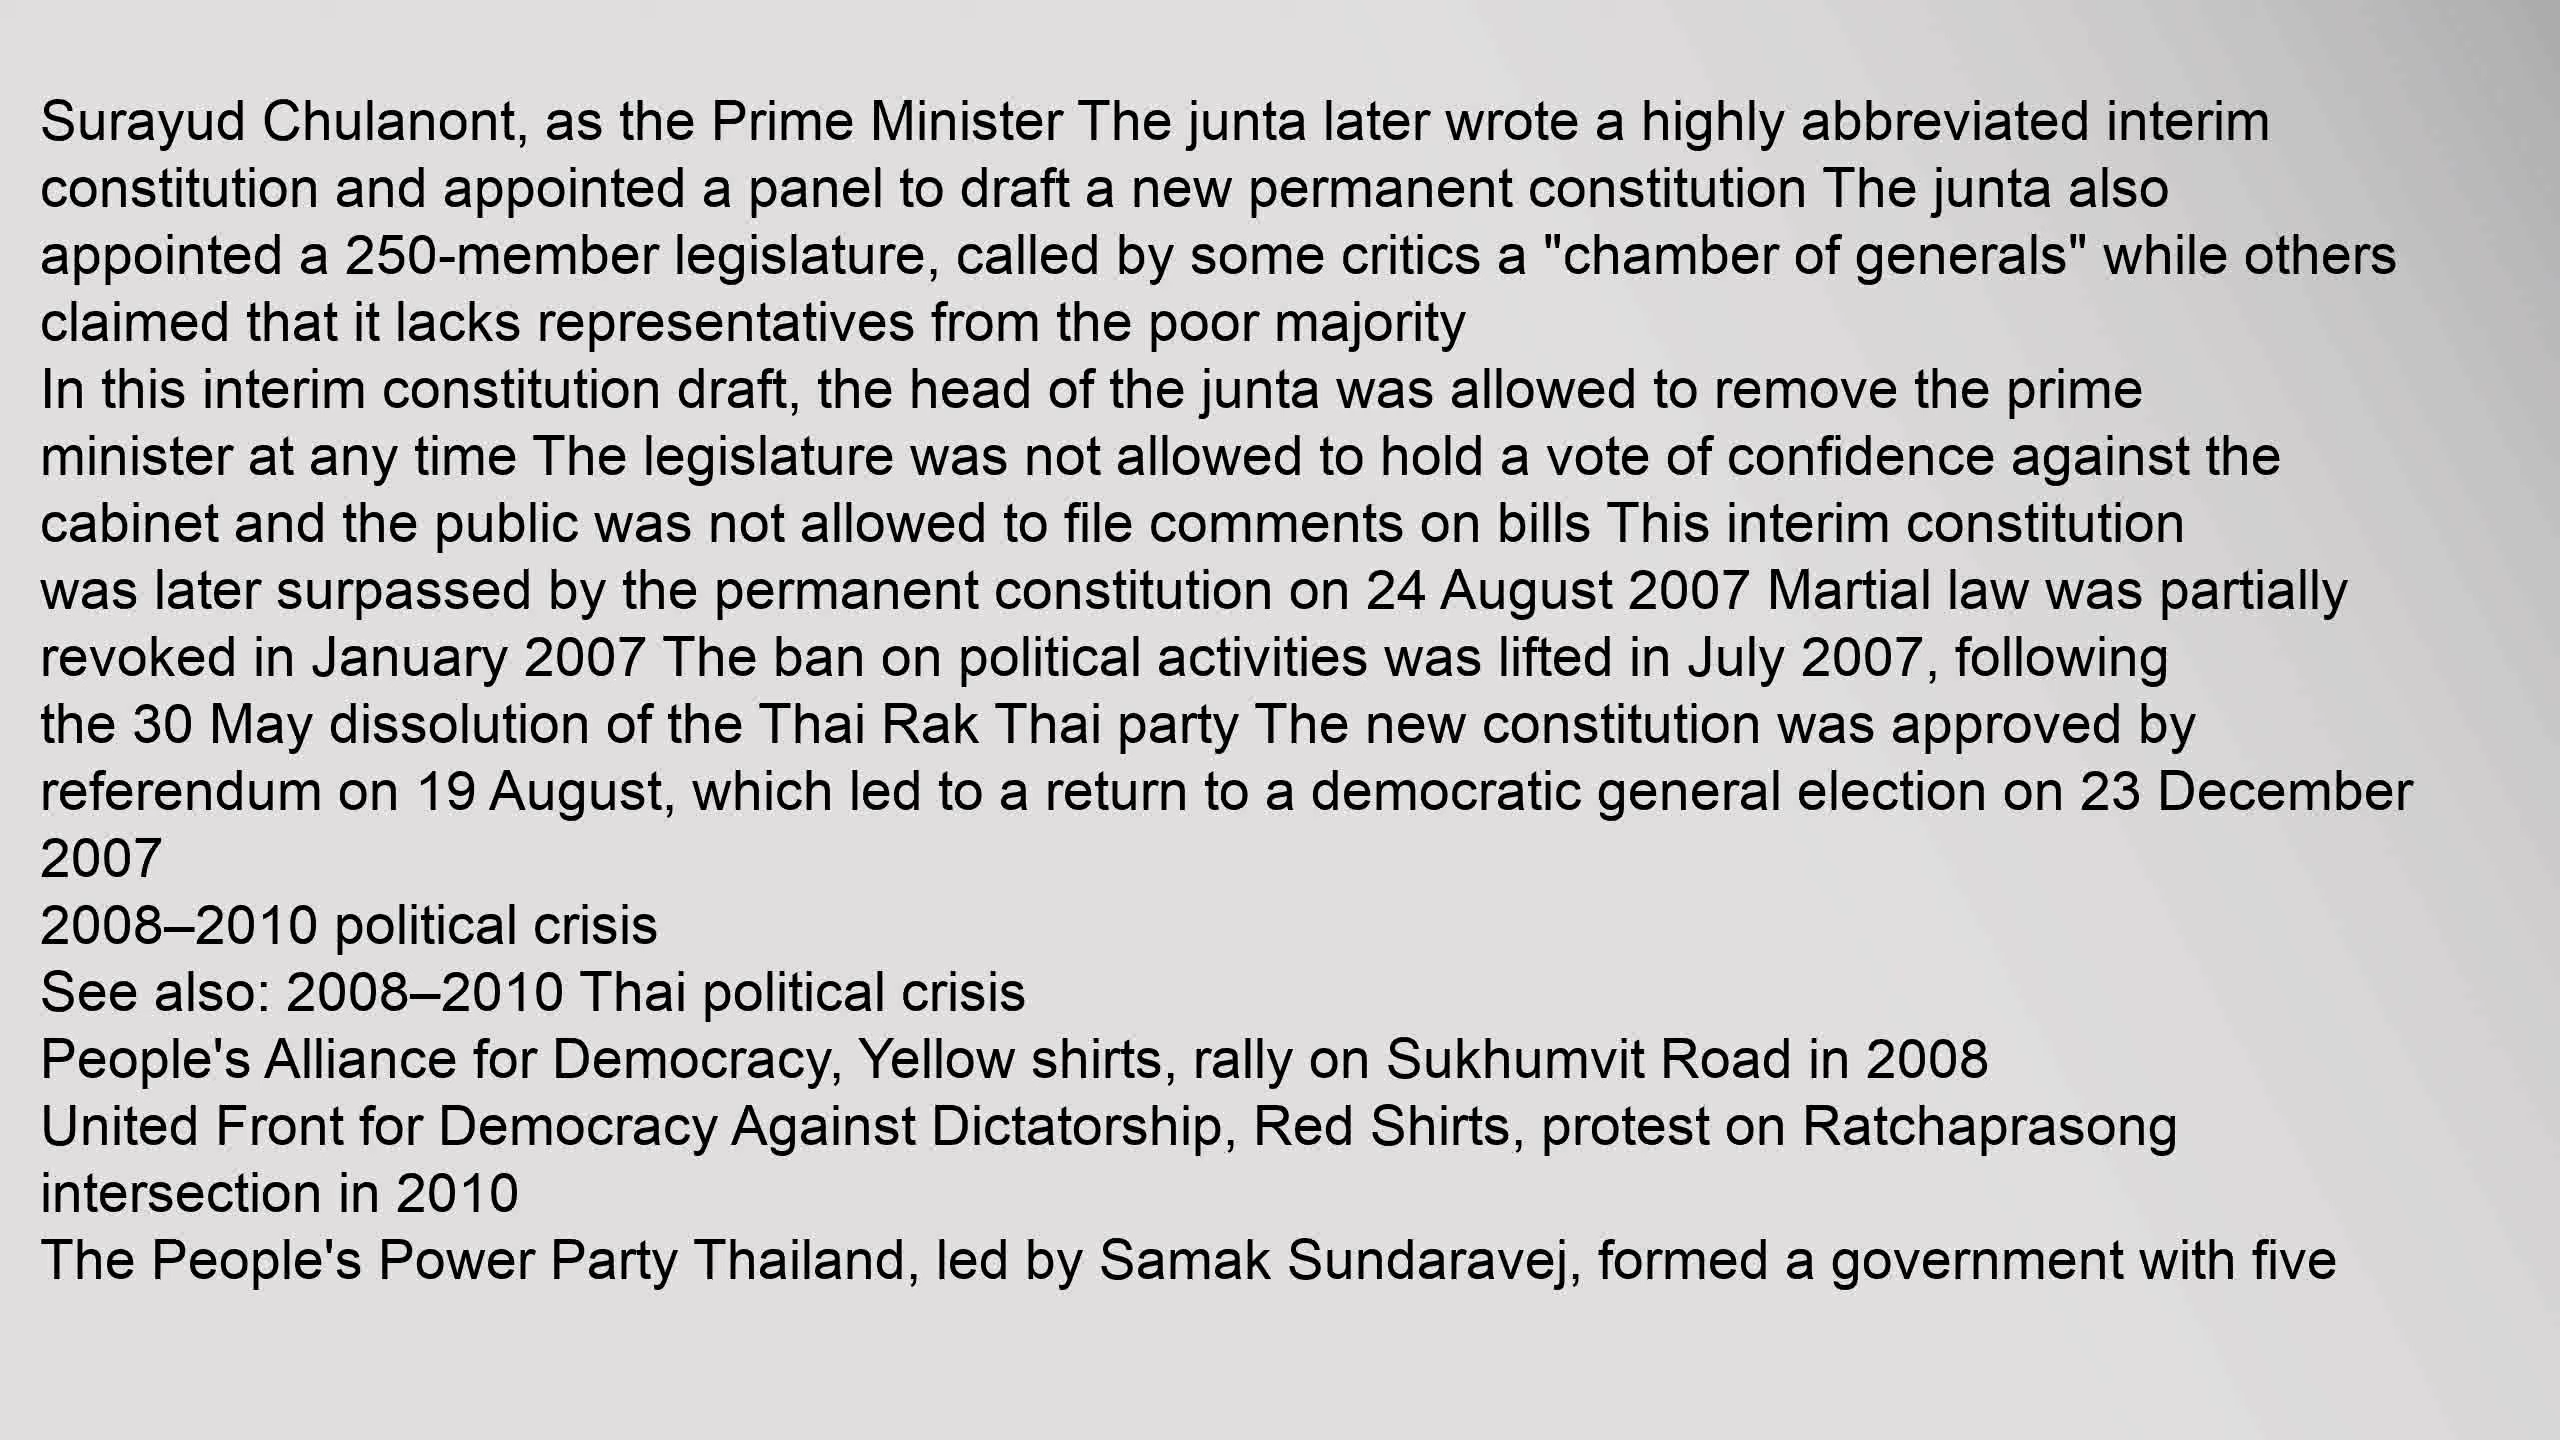 Surayud Chulanont, as the Prime Minister The junta later wrote a highly abbreviated interim
constitution and appointed a panel to draft a new permanent constitution The junta also
appointed a 250-member legislature, called by some critics a "chamber of generals" while others
claimed that it lacks representatives from the poor majority
In this interim constitution draft, the head of the junta was allowed to remove the prime
minister at any time The legislature was not allowed to hold a vote of confidence against the
cabinet and the public was not allowed to file comments on bills This interim constitution
was later surpassed by the permanent constitution on 24 August 2007 Martial law was partially
revoked in January 2007 The ban on political activities was lifted in July 2007, following
the 30 May dissolution of the Thai Rak Thai party The new constitution was approved by
referendum on 19 August, which led to a return to a democratic general election on 23 December
2007
2008–2010 political crisis
See also: 2008–2010 Thai political crisis
People's Alliance for Democracy, Yellow shirts, rally on Sukhumvit Road in 2008
United Front for Democracy Against Dictatorship, Red Shirts, protest on Ratchaprasong
intersection in 2010
The People's Power Party Thailand, led by Samak Sundaravej, formed a government with five